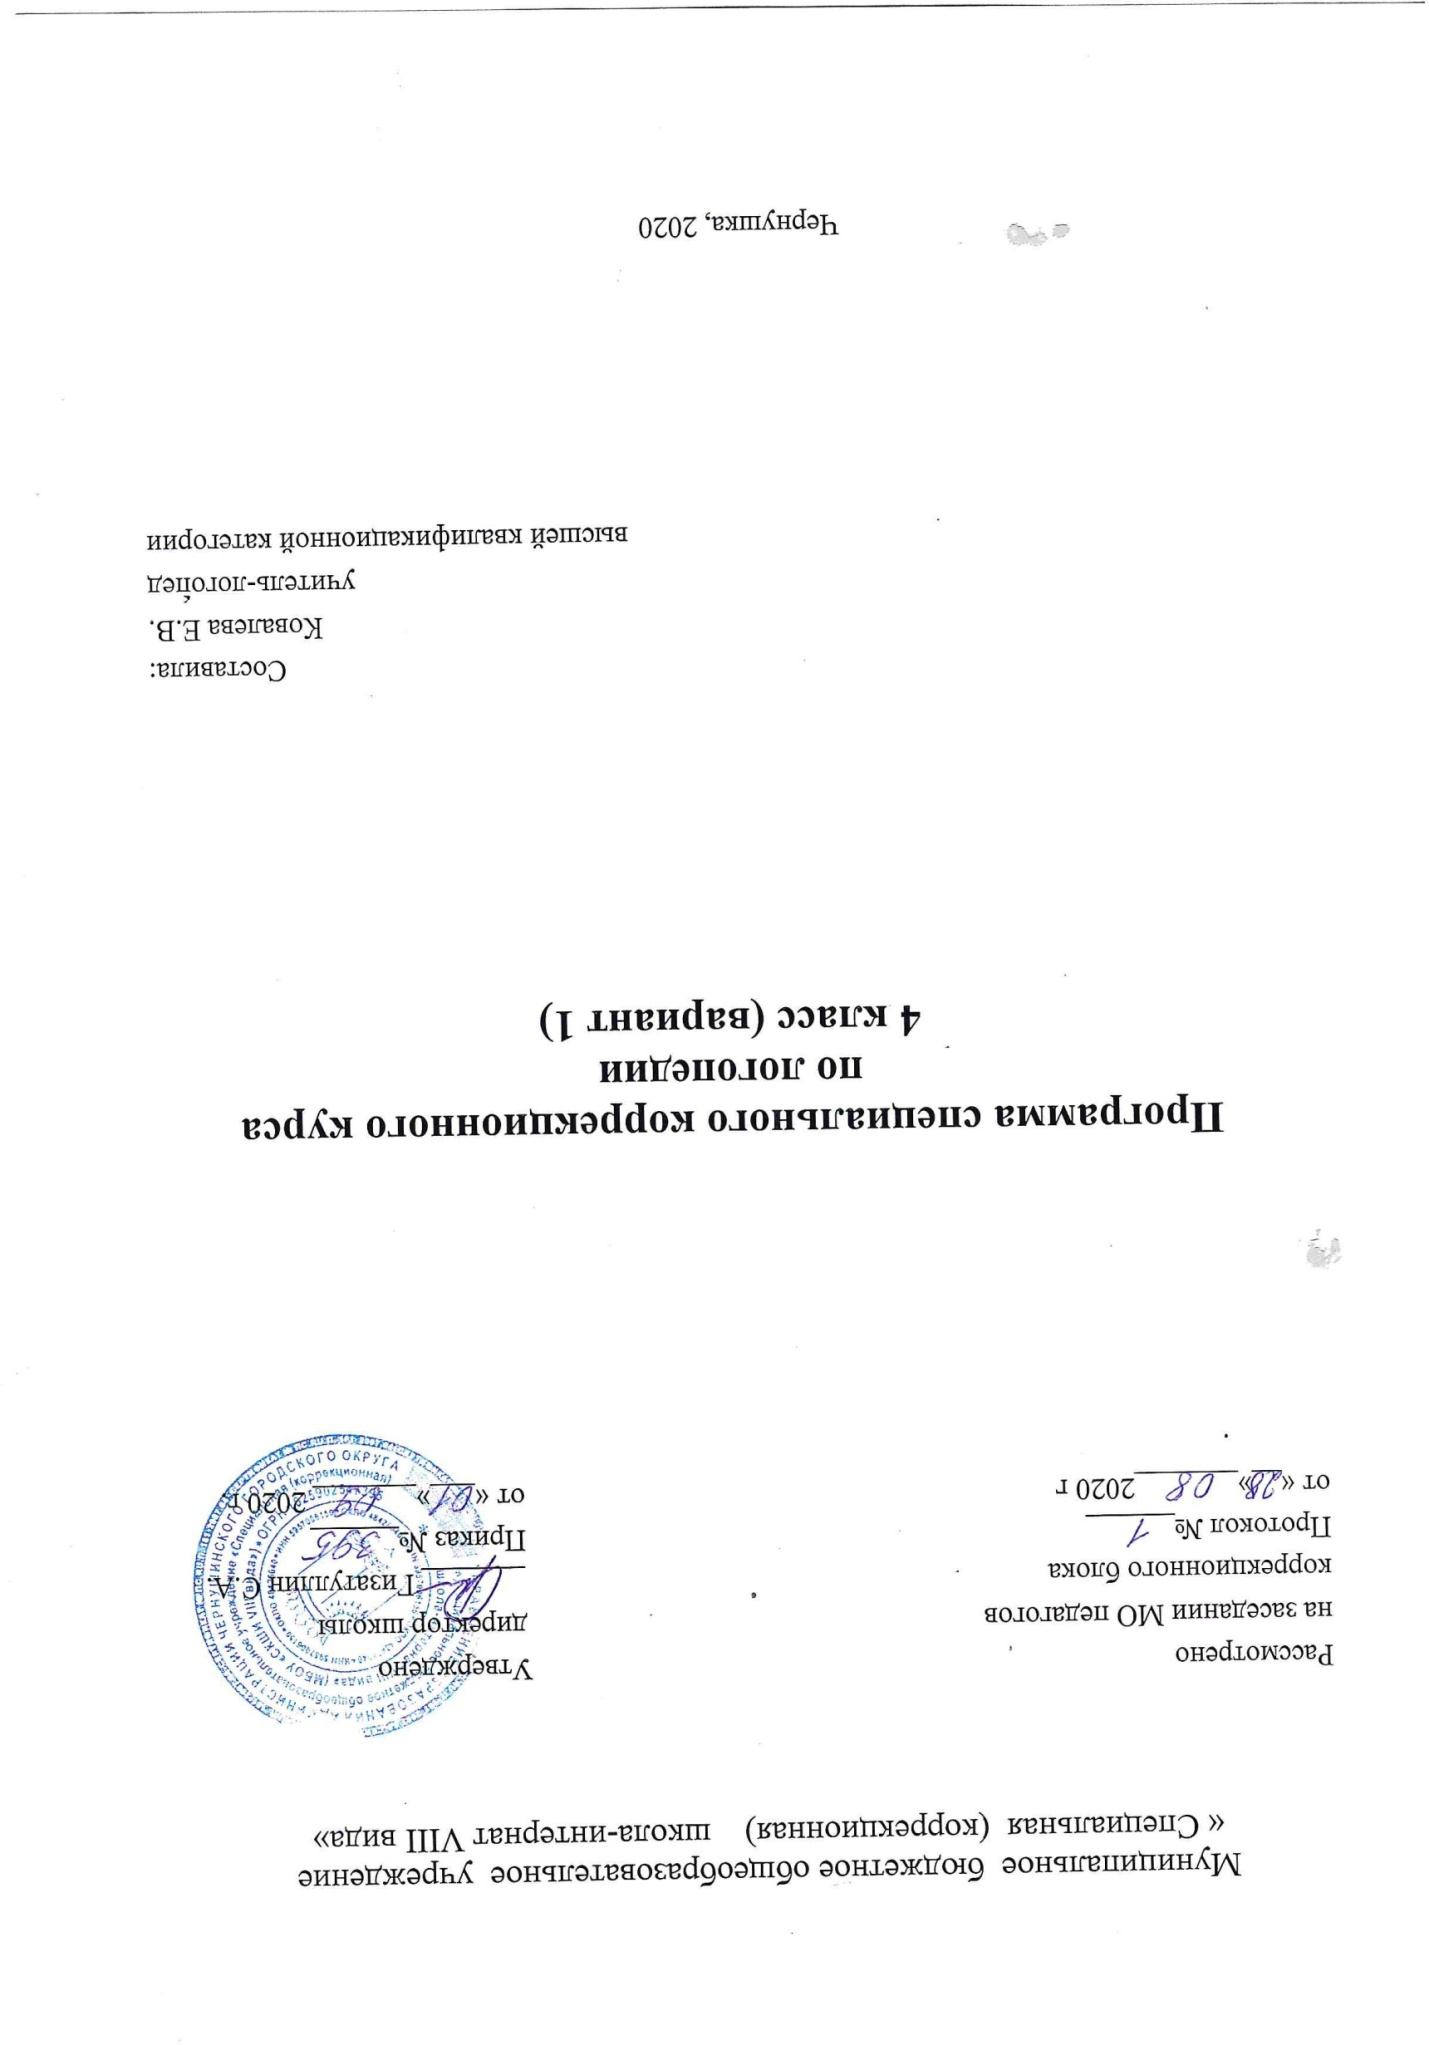 Муниципальное бюджетное общеобразовательное учреждение
« Специальная (коррекционная) школа-интернат VIII вида»
Рассмотрено
на заседании МО педагогов
коррекционного блока
Протокол № 1
от «28» 08 2020 г
Утверждено
директор школы
Гизатуллин С.А.
Приказ № 395
от «01» 09 2020 г.
Программа специального коррекционного курса
по логопедии
4 класс (вариант 1)
Составила:
Ковалева Е.В.
учитель-логопед
высшей квалификационной категории
Чернушка, 2020